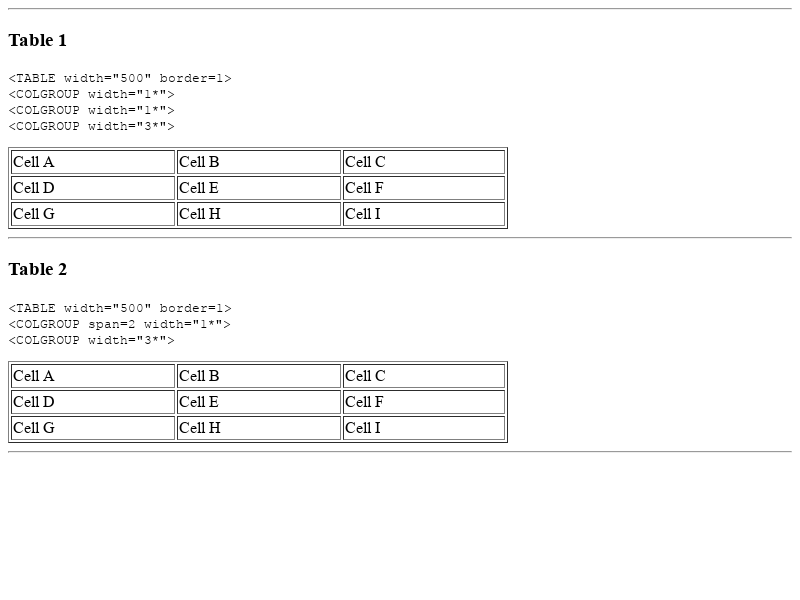 Table 1
<TABLE width="500" border=1>
<COLGROUP width="1*">
<COLGROUP width="1*">
<COLGROUP width="3*">
Cell A Cell B Cell C
Cell D Cell E Cell F
Cell G Cell H Cell I
Table 2
<TABLE width="500" border=1>
<COLGROUP span=2 width="1*">
<COLGROUP width="3*">
Cell A Cell B Cell C
Cell D Cell E Cell F
Cell G Cell H Cell I